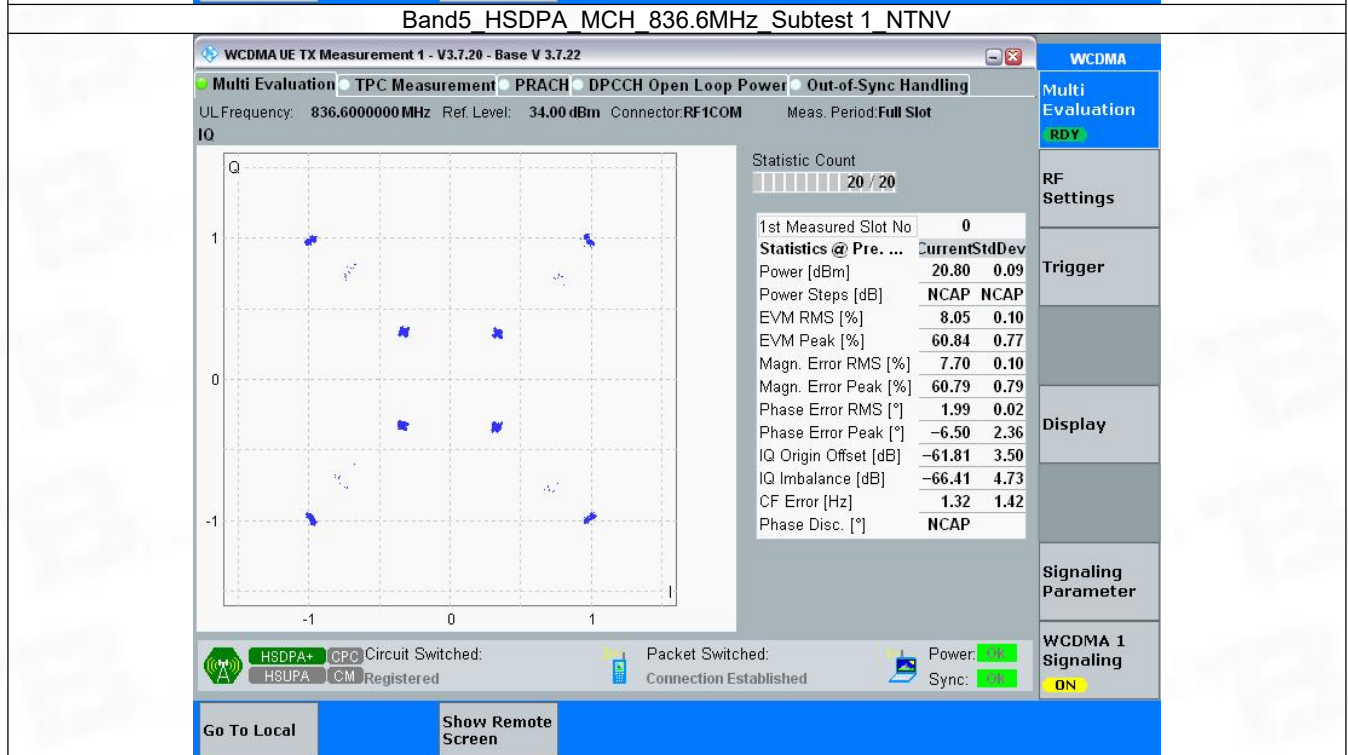 Band5_HSDPA_MCH_836.6MHz_Subtest 1_NTNV
WCDMA UE TX Measurement 1 - V3.7.20 - Base V 3.7.22
WCDMA
Multi Evaluation TPC Measurement PRACH DPCCH Open Loop Power Out-of-Sync Handling
Multi
Evaluation
RDY
UL Frequency: 836.6000000 MHz Ref. Level: 34.00 dBm Connector:RF1COM Meas. Period:Full Slot
IQ
Q
1
0
-1
-1 0 1
I
Statistic Count
20 / 20
1st Measured Slot No 0
Statistics @ Pre. ... Current StdDev
Power [dBm] 20.80 0.09
Power Steps [dB] NCAP NCAP
EVM RMS [%] 8.05 0.10
EVM Peak [%] 60.84 0.77
Magn. Error RMS [%] 7.70 0.10
Magn. Error Peak [%] 60.79 0.79
Phase Error RMS [°] 1.99 0.02
Phase Error Peak [°] −6.50 2.36
IQ Origin Offset [dB] −61.81 3.50
IQ Imbalance [dB] −66.41 4.73
CF Error [Hz] 1.32 1.42
Phase Disc. [°] NCAP
RF
Settings
Trigger
Display
Signaling
Parameter
WCDMA 1
Signaling
ON
HSDPA+ CPC Circuit Switched: Packet Switched: Power: OK
HSUPA CM Registered Connection Established Sync: OK
Go To Local
Show Remote
Screen